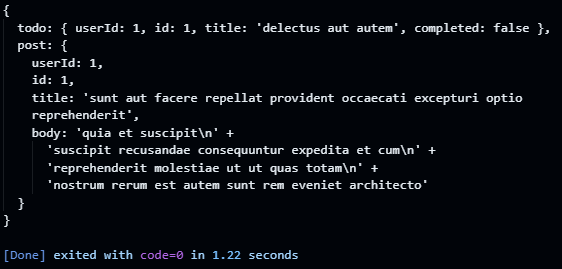 {
  todo: { userId: 1, id: 1, title: 'delectus aut autem', completed: false },
  post: {
    userId: 1,
    id: 1,
    title: 'sunt aut facere repellat provident occaecati excepturi optio
    reprehenderit',
    body: 'quia et suscipit\n' +
      'suscipit recusandae consequuntur expedita et cum\n' +
      'reprehenderit molestiae ut ut quas totam\n' +
      'nostrum rerum est autem sunt rem eveniet architecto'
  }
}
[Done] exited with code=0 in 1.22 seconds